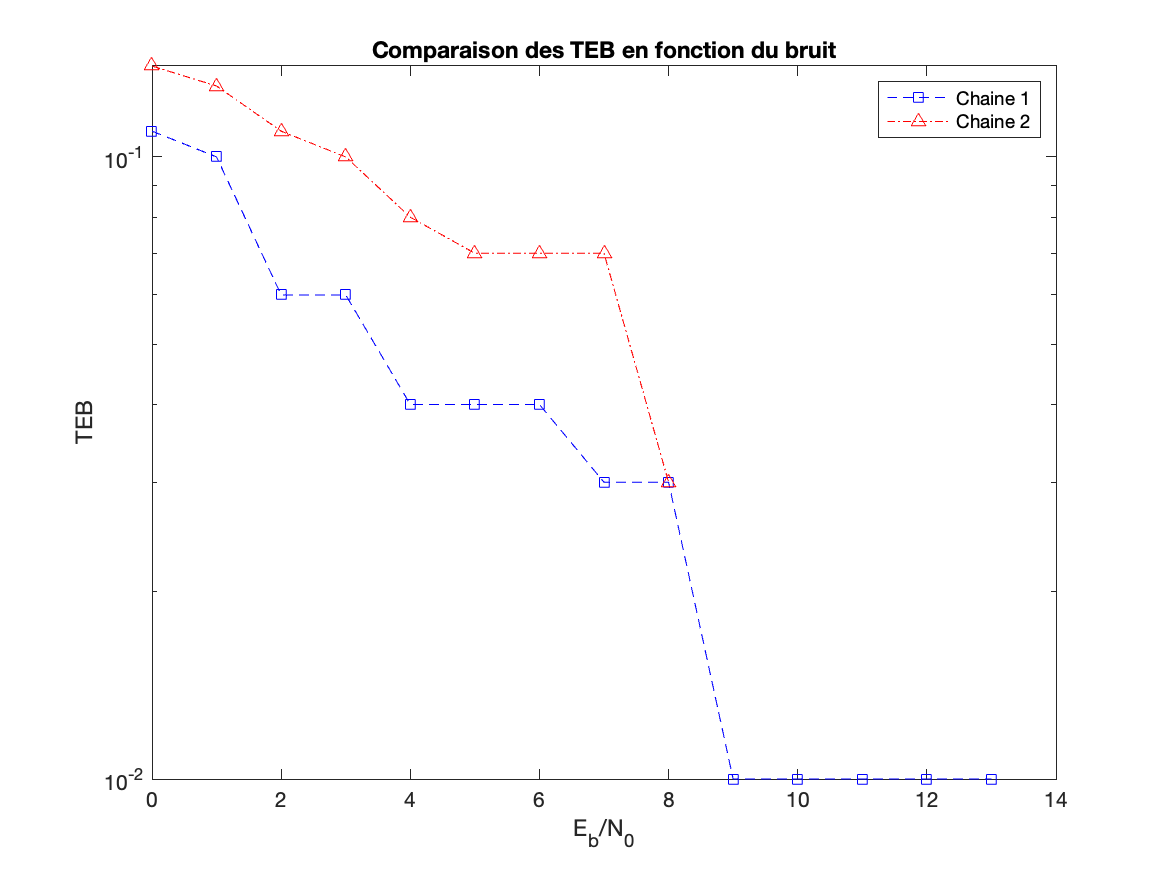 Comparaison des TEB en fonction du bruit
Chaine 1
Chaine 2
10^-1
TEB
10^-2
0 2 4 6 8 10 12 14
E_b/N_0